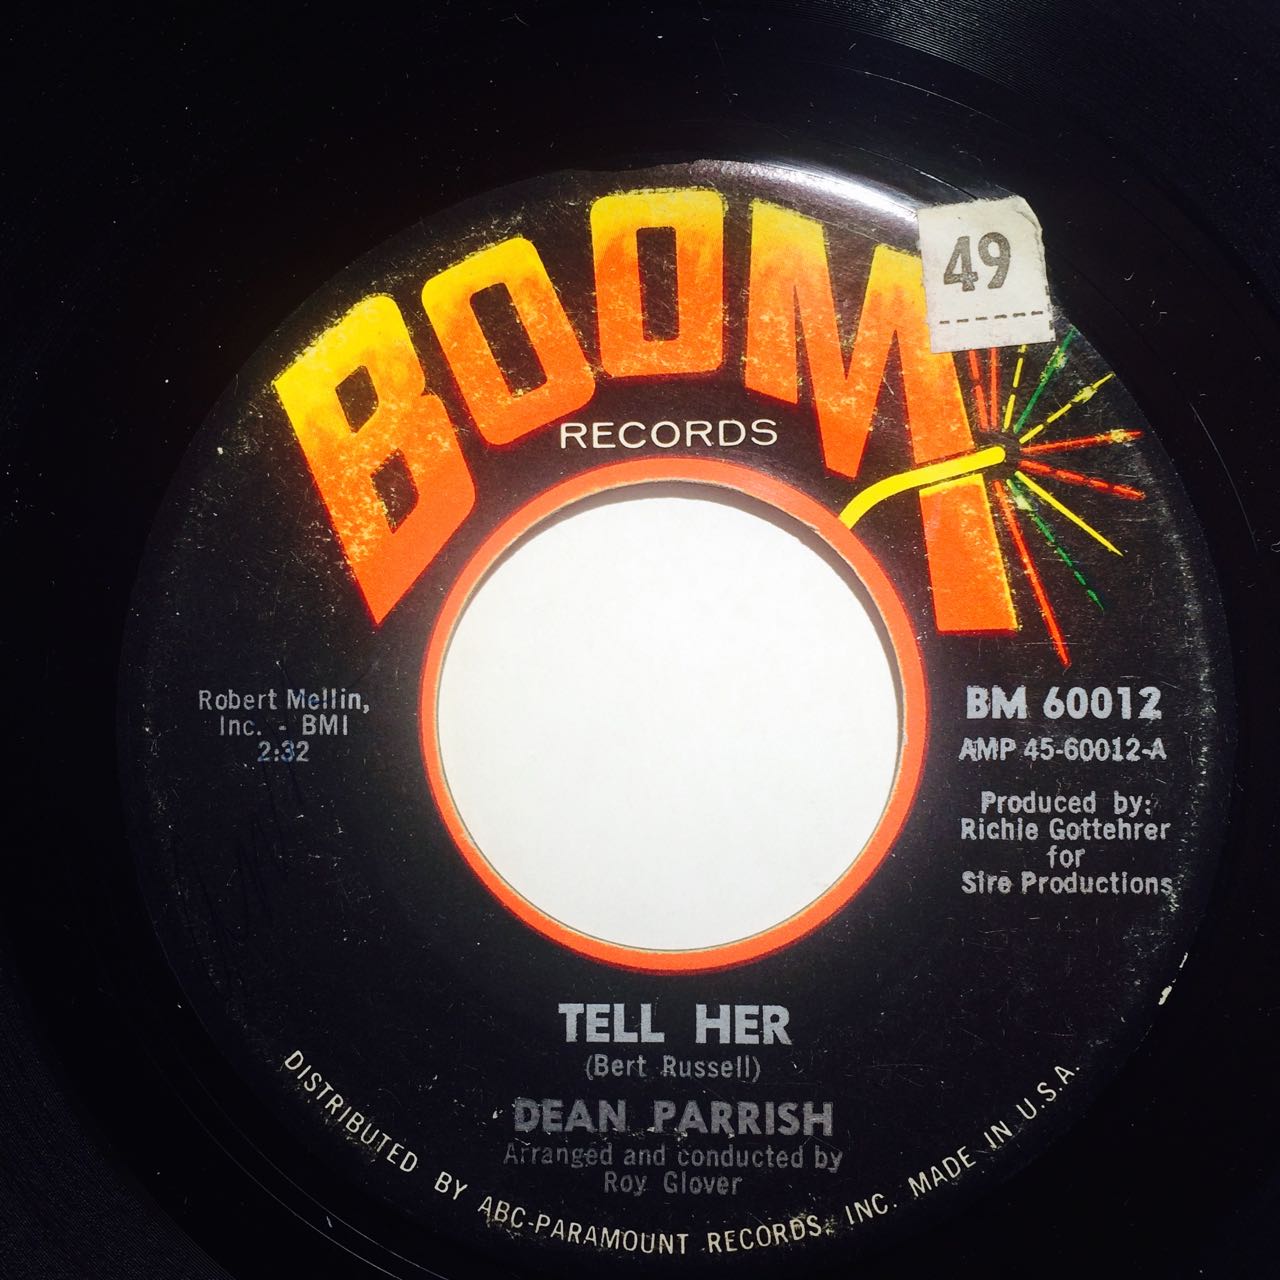 BOOM
49
RECORDS
Robert Mellin,
Inc. - BMI
2:32
BM 60012
AMP 45-60012-A
Produced by:
Richie Gottehrer
for
Sire Productions
TELL HER
(Bert Russell)
DEAN PARRISH
Arranged and conducted by
Roy Glover
DISTRIBUTED BY ABC-PARAMOUNT RECORDS, INC. MADE IN U.S.A.